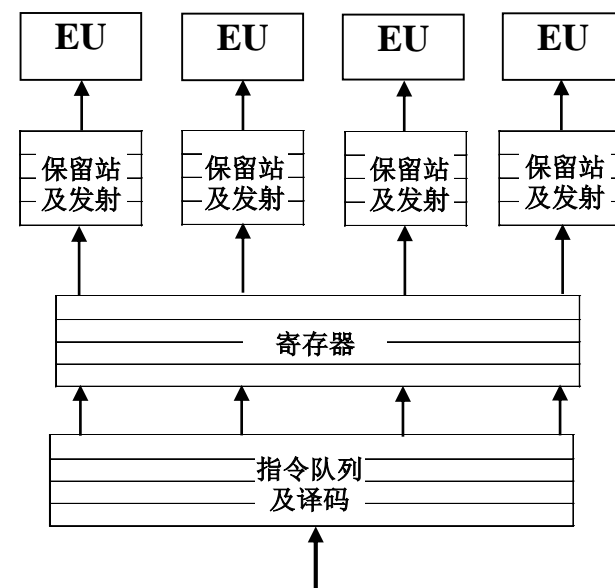 EU EU EU EU
保留站 保留站 保留站 保留站
及发射 及发射 及发射 及发射
寄存器
指令队列
及译码